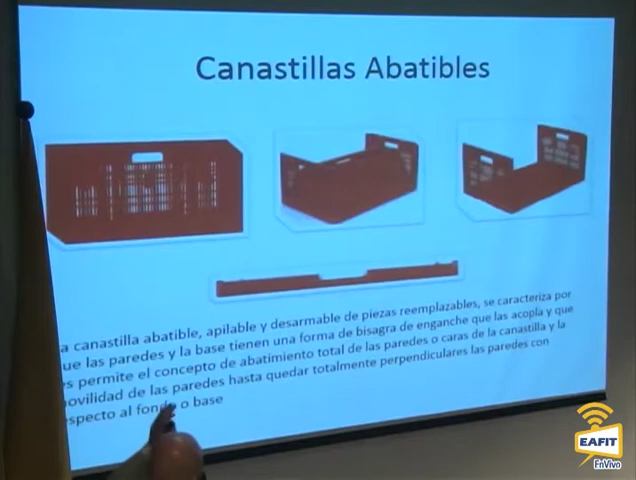 Canastillas Abatibles
a canastilla abatible, apilable y desarmable de piezas reemplazables, se caracteriza por
ue las paredes y la base tienen una forma de bisagra de enganche que las acopla y que
es permite el concepto de abatimiento total de las paredes o caras de la canastilla y la
ovilidad de las paredes hasta quedar totalmente perpendiculares las paredes con
specto al fondo o base
EAFIT
EnVivo